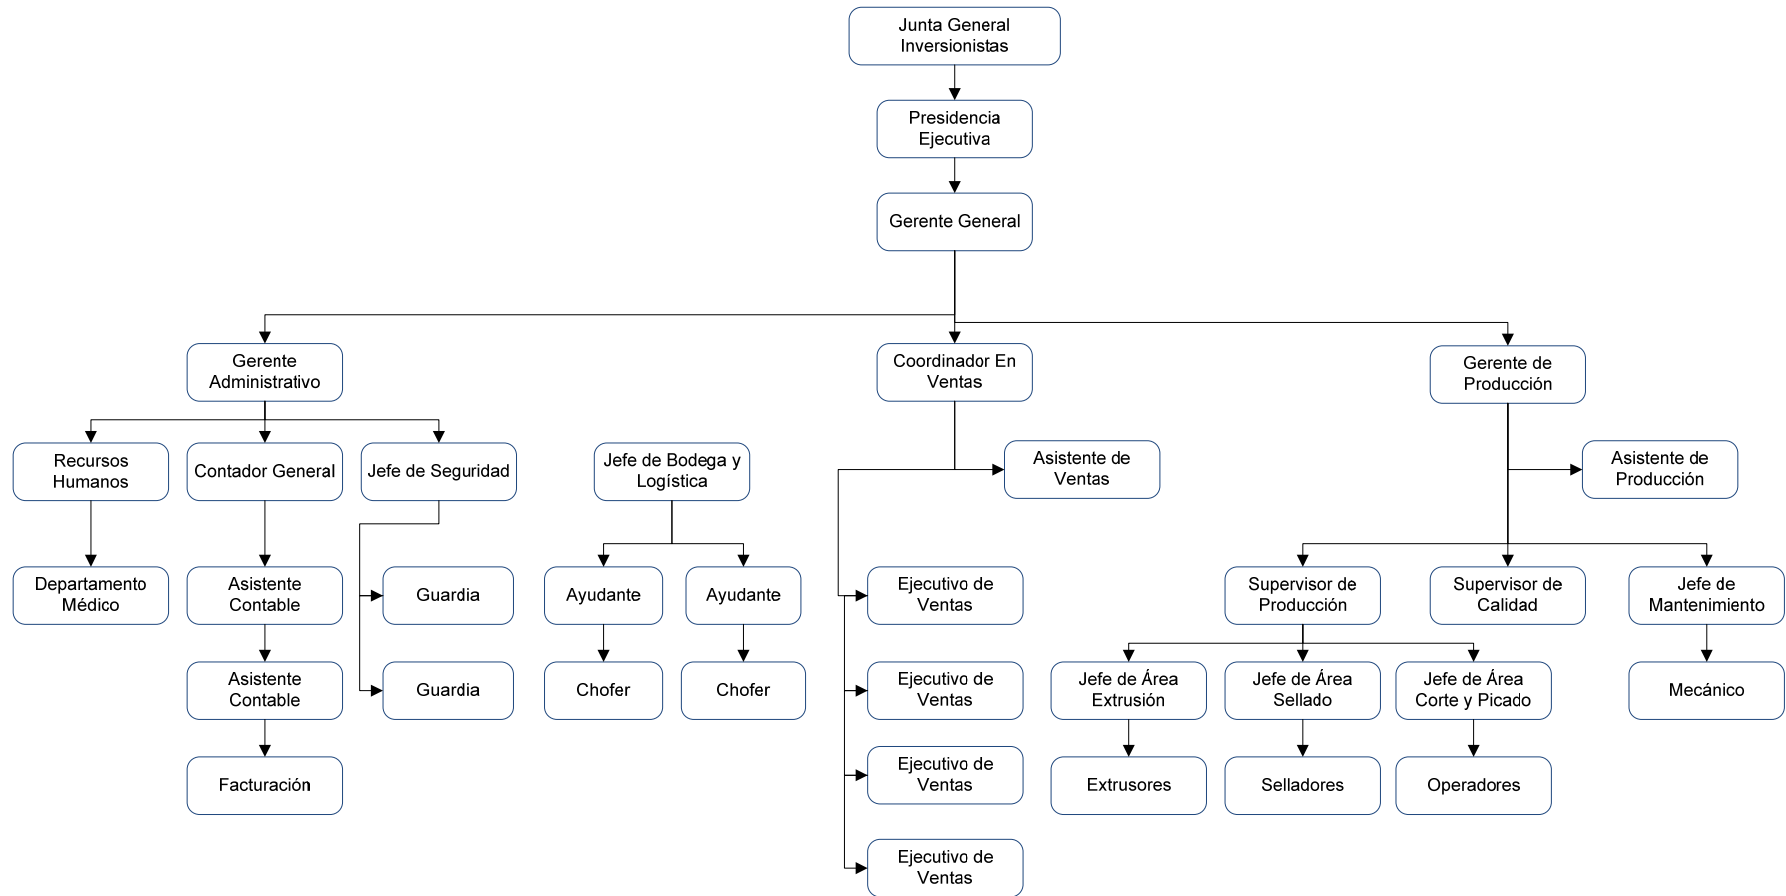 Junta General
Inversionistas
Presidencia
Ejecutiva
Gerente General
Gerente
Administrativo
Coordinador En
Ventas
Gerente de
Producción
Recursos
Humanos
Contador General
Jefe de Seguridad
Jefe de Bodega y
Logística
Asistente de
Ventas
Asistente de
Producción
Departamento
Médico
Asistente
Contable
Guardia
Ayudante
Ayudante
Ejecutivo de
Ventas
Supervisor de
Producción
Supervisor de
Calidad
Jefe de
Mantenimiento
Asistente
Contable
Guardia
Chofer
Chofer
Ejecutivo de
Ventas
Jefe de Área
Extrusión
Jefe de Área
Sellado
Jefe de Área
Corte y Picado
Mecánico
Facturación
Ejecutivo de
Ventas
Extrusores
Selladores
Operadores
Ejecutivo de
Ventas